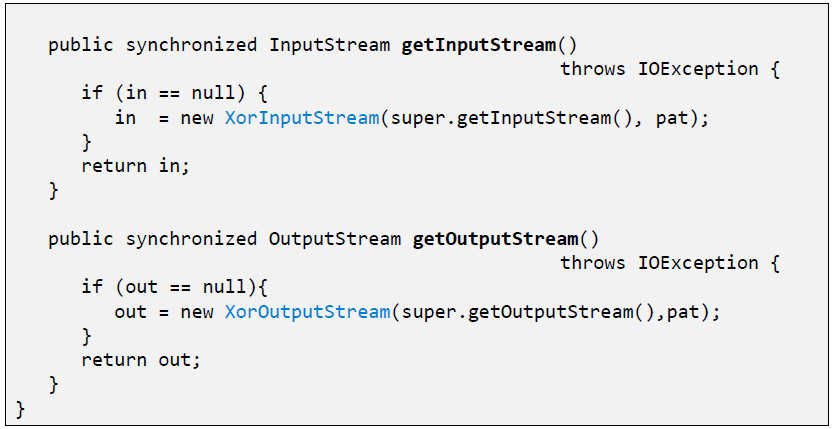 public synchronized InputStream getInputStream()
throws IOException {
if (in == null) {
in  = new XorInputStream(super.getInputStream(), pat);
}
return in;
}
public synchronized OutputStream getOutputStream()
throws IOException {
if (out == null){
out = new XorOutputStream(super.getOutputStream(),pat);
}
return out;
}
}